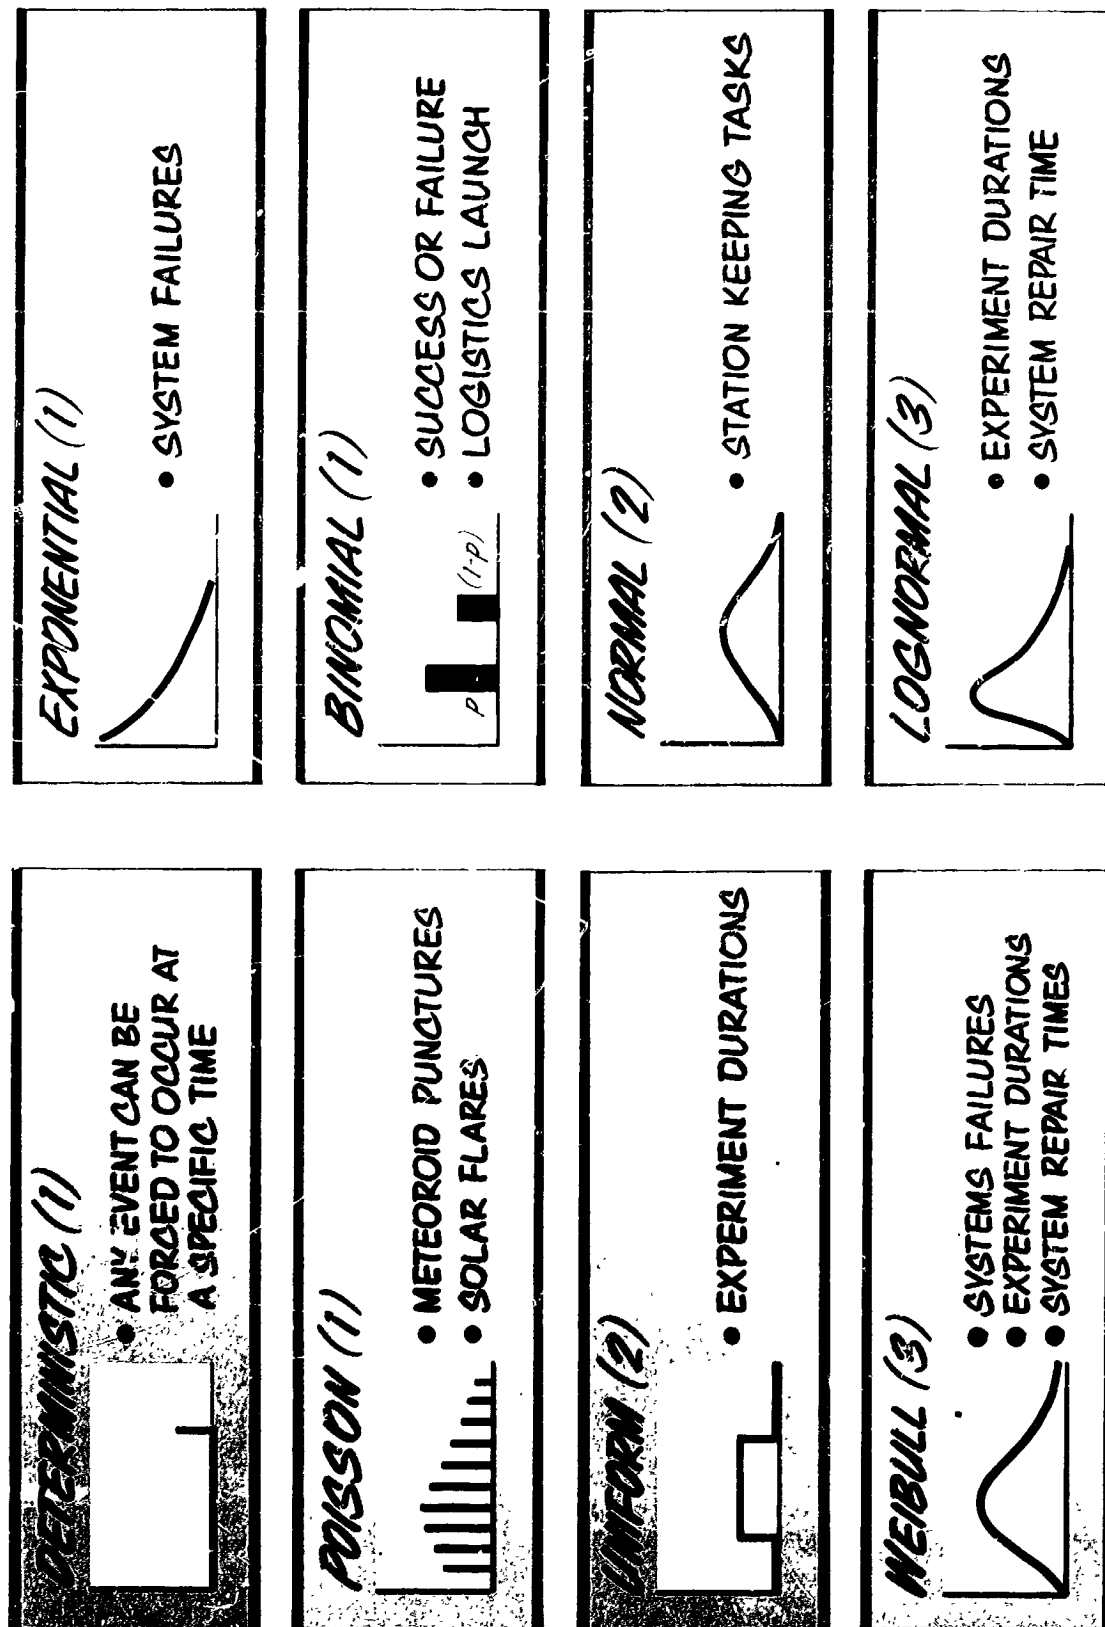 DETERMINISTIC (1)
• ANY EVENT CAN BE
FORCED TO OCCUR AT
A SPECIFIC TIME
EXPONENTIAL (1)
• SYSTEM FAILURES
POISSON (1)
• METEOROID PUNCTURES
• SOLAR FLARES
BINOMIAL (1)
P
(1-P)
• SUCCESS OR FAILURE
• LOGISTICS LAUNCH
UNIFORM (2)
• EXPERIMENT DURATIONS
NORMAL (2)
• STATION KEEPING TASKS
WEIBULL (3)
• SYSTEMS FAILURES
• EXPERIMENT DURATIONS
• SYSTEM REPAIR TIMES
LOGNORMAL (3)
• EXPERIMENT DURATIONS
• SYSTEM REPAIR TIME